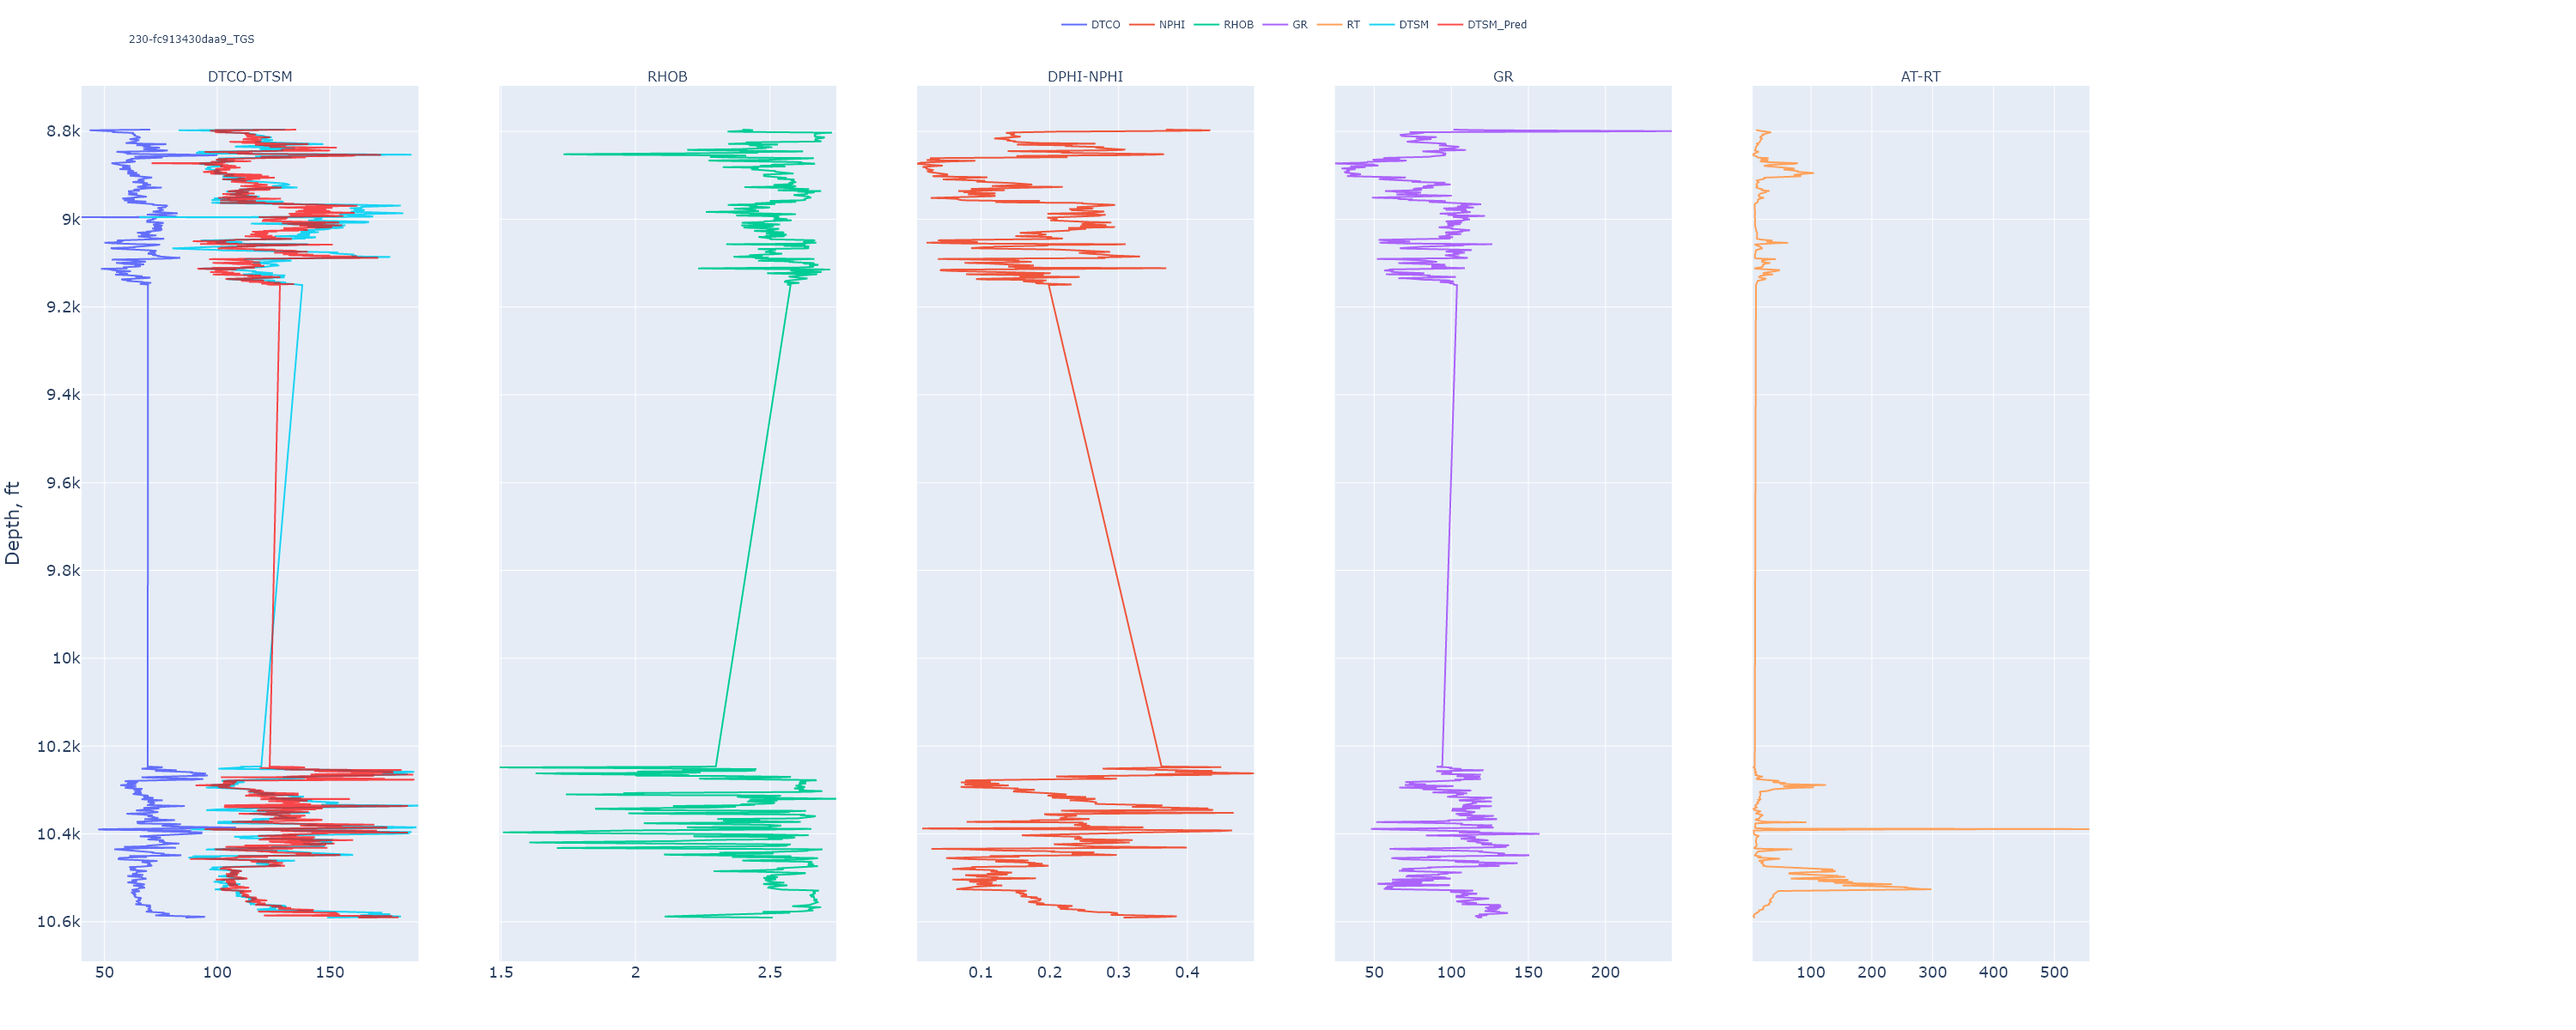 DTCO NPHI RHOB GR RT DTSM DTSM_Pred
230-fc913430daa9_TGS
DTCO-DTSM RHOB DPHI-NPHI GR AT-RT
Depth, ft
8.8k
9k
9.2k
9.4k
9.6k
9.8k
10k
10.2k
10.4k
10.6k
50 100 150 1.5 2 2.5 0.1 0.2 0.3 0.4 50 100 150 200 100 200 300 400 500